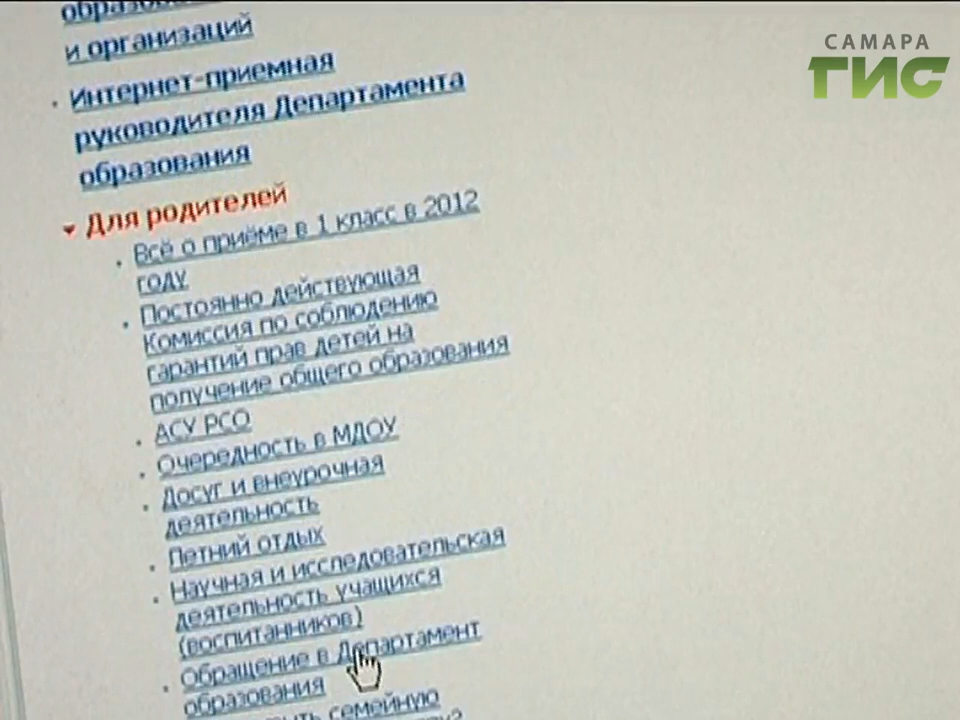 и организаций
Интернет-приемная
руководителя Департамента
образования
Для родителей
Всё о приёме в 1 класс в 2012
году
Постоянно действующая
Комиссия по соблюдению
гарантий прав детей на
получение общего образования
АСУ РСО
Очередность в МДОУ
Досуг и внеурочная
деятельность
Летний отдых
Научная и исследовательская
деятельность учащихся
(воспитанников)
Обращение в Департамент
образования
семейную
САМАРА
ГИС